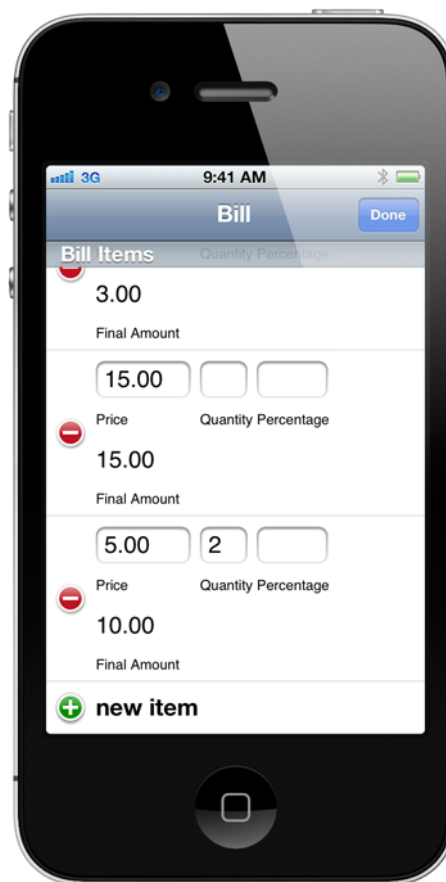 3G 9:41 AM
Bill Done
Bill Items Quantity Percentage
3.00
Final Amount
15.00
Price Quantity Percentage
15.00
Final Amount
5.00 2
Price Quantity Percentage
10.00
Final Amount
new item